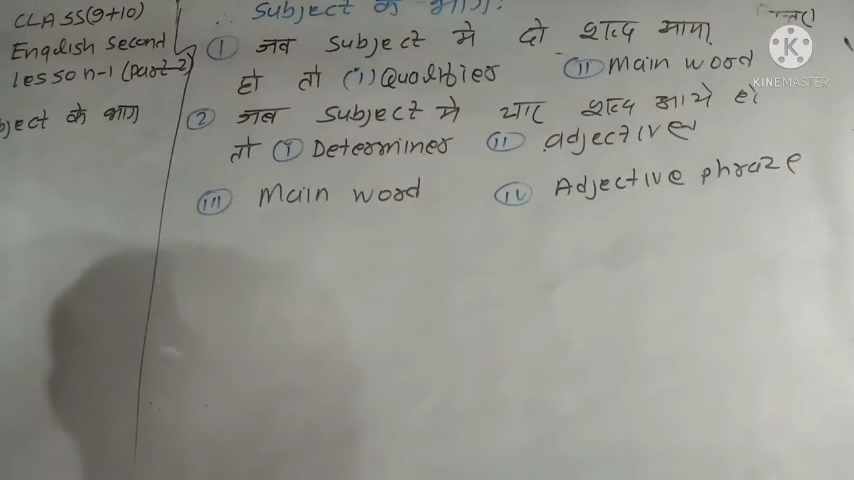 CLASS(9+10)
English second
lesson-1 (Part-2)
bject के भाग
∴ Subject के भाग:
① जब subject मे दो शब्द आया
हो तो (i) Qualifier (ii) main word
② जब subject मे चार शब्द आये हो
तो (i) Determiner (ii) adjective
(iii) Main word (iv) Adjective phraze
KINEMASTER